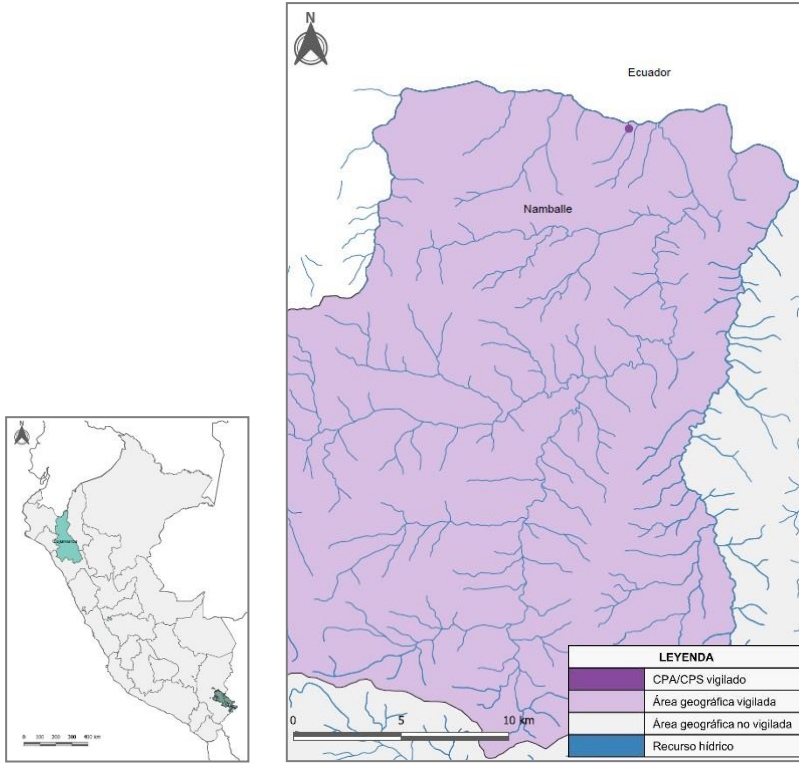 N
Ecuador
Namballe
LEYENDA
CPA/CPS vigilado
Área geográfica vigilada
Área geográfica no vigilada
Recurso hídrico
0 5 10 km
N
Cajamarca
0 100 200 300 400 km